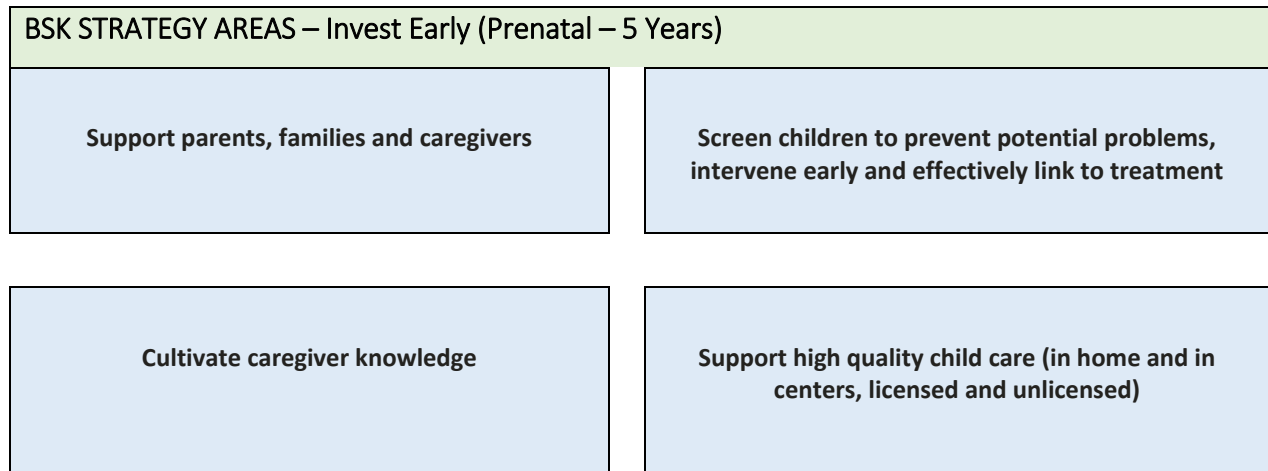 BSK STRATEGY AREAS – Invest Early (Prenatal – 5 Years)
Support parents, families and caregivers
Screen children to prevent potential problems,
intervene early and effectively link to treatment
Cultivate caregiver knowledge
Support high quality child care (in home and in
centers, licensed and unlicensed)